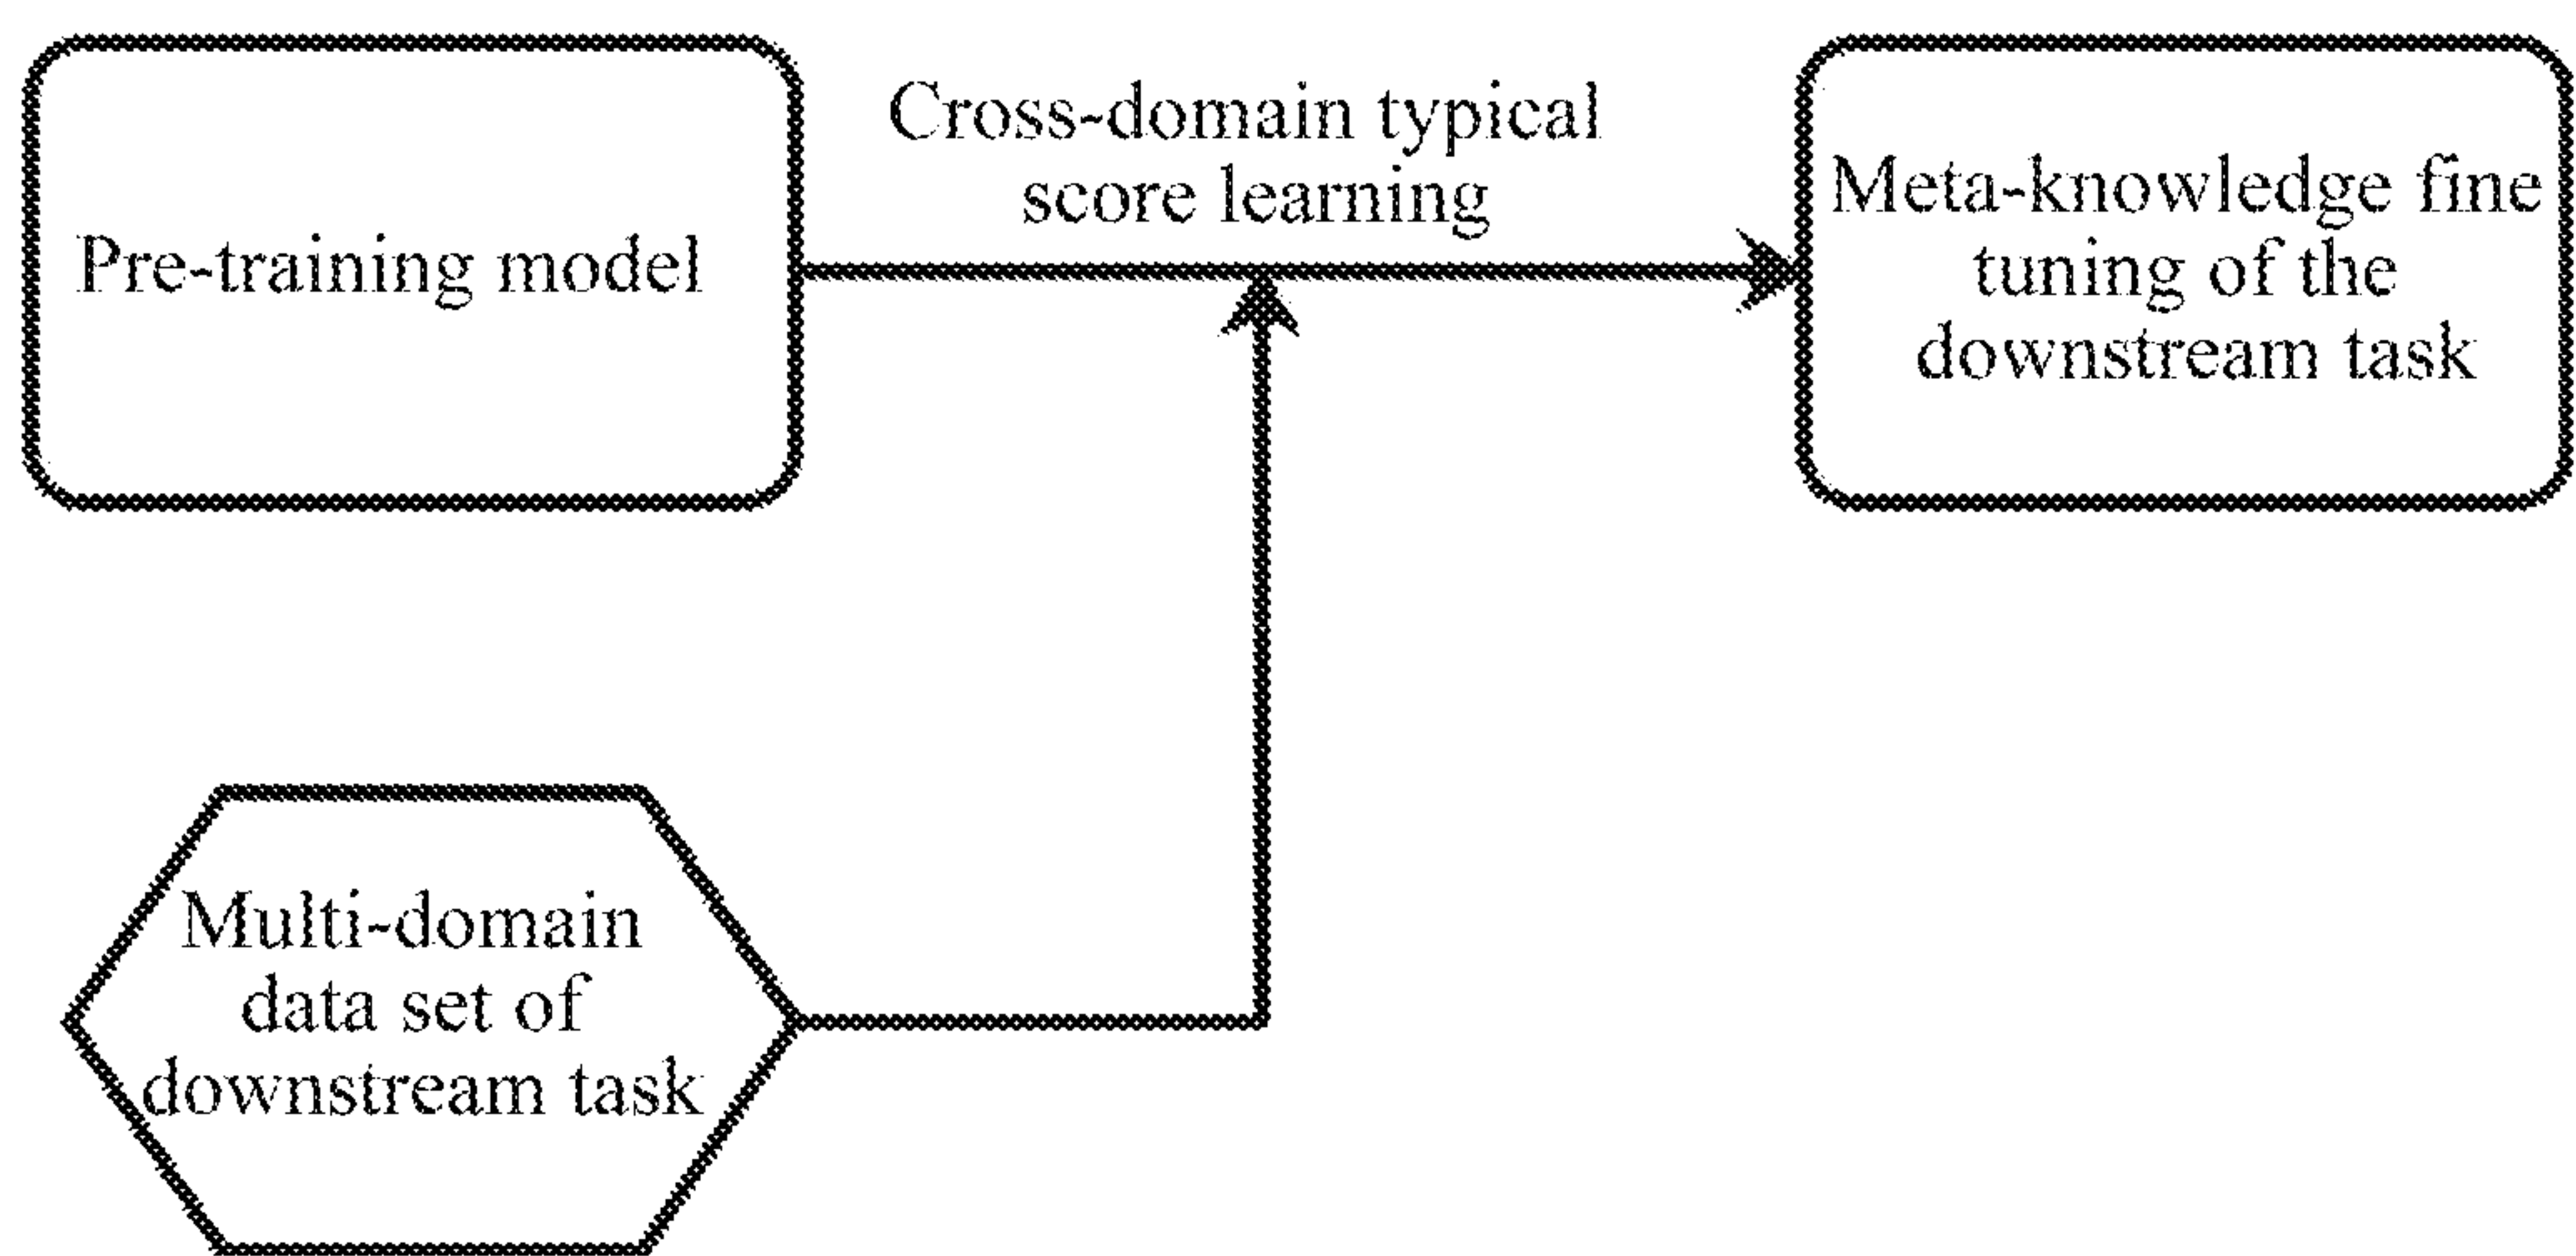 Pre-training model
Cross-domain typical
score learning
Meta-knowledge fine
tuning of the
downstream task
Multi-domain
data set of
downstream task